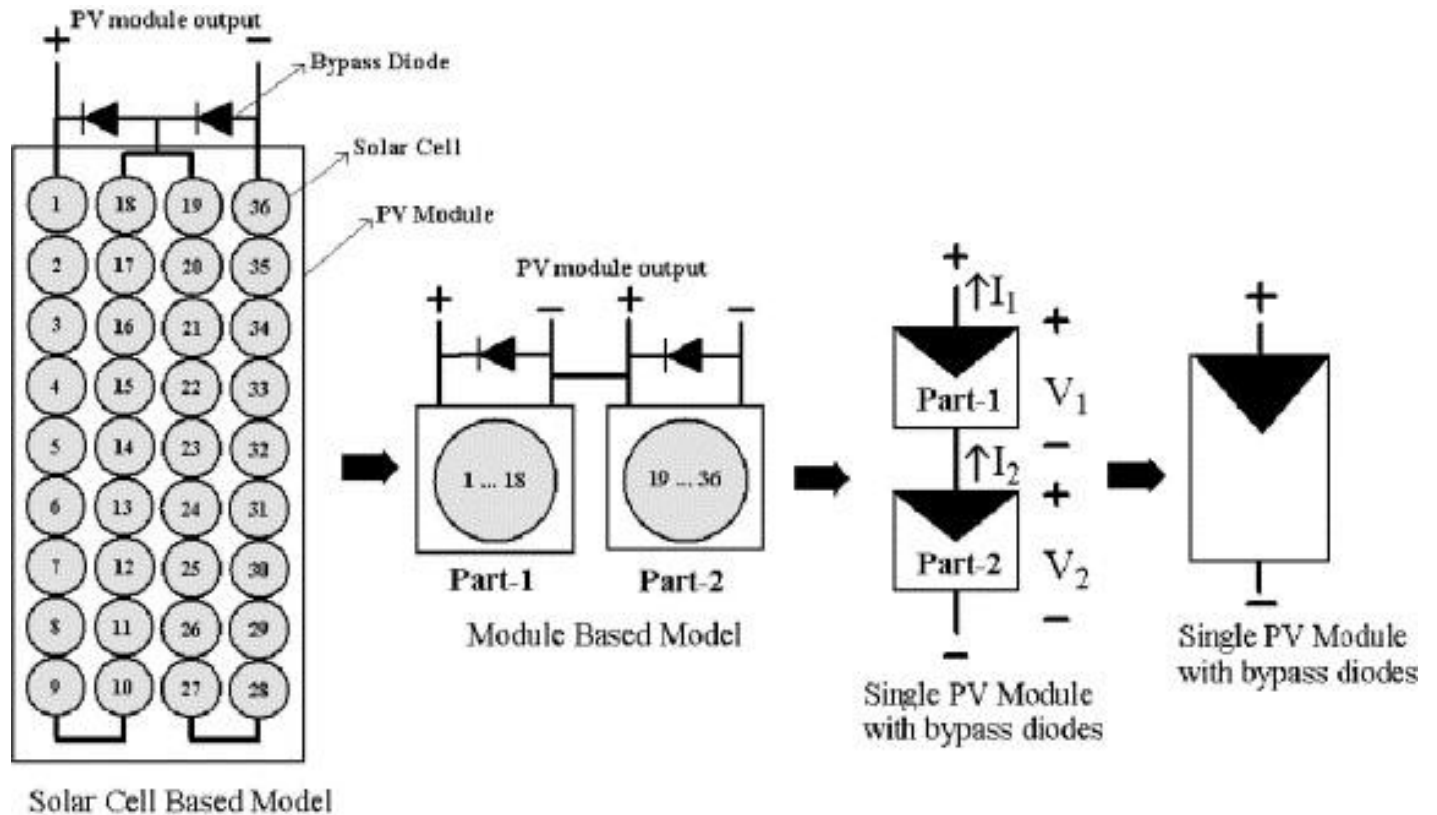 PV module output
+ −
Bypass Diode
Solar Cell
PV Module
1 18 19 36
2 17 20 35
3 16 21 34
4 15 22 33
5 14 23 32
6 13 24 31
7 12 25 30
8 11 26 29
9 10 27 28
Solar Cell Based Model
PV module output
+ − + −
1 ... 18
19 ... 36
Part-1
Part-2
Module Based Model
+
↑I1
+
Part-1
V1
−
↑I2
+
Part-2
V2
−
−
Single PV Module
with bypass diodes
+
−
Single PV Module
with bypass diodes